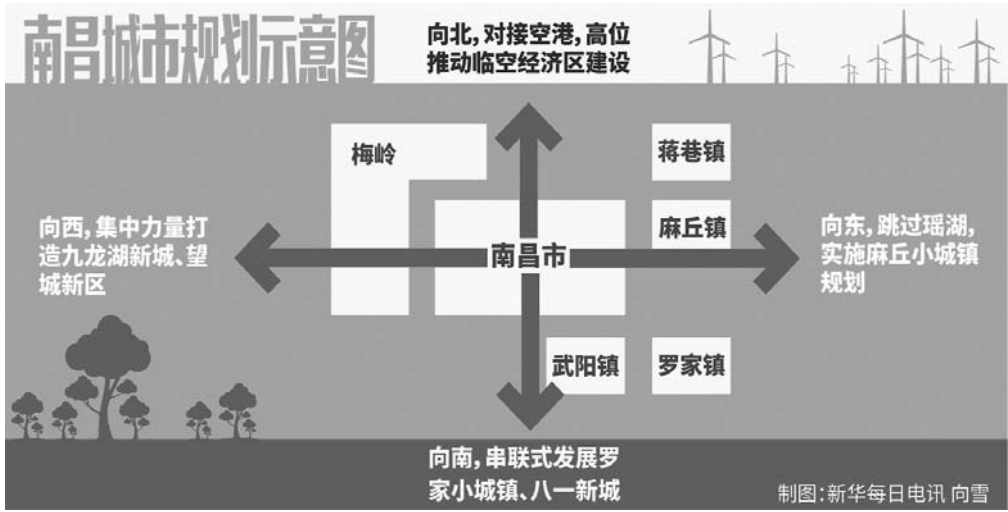 南昌城市规划示意图
向北，对接空港，高位
推动临空经济区建设
梅岭
蒋巷镇
向西，集中力量打
造九龙湖新城、望
城新区
南昌市
麻丘镇
向东，跳过瑶湖，
实施麻丘小城镇
规划
武阳镇
罗家镇
向南，串联式发展罗
家小城镇、八一新城
制图：新华每日电讯 向雪